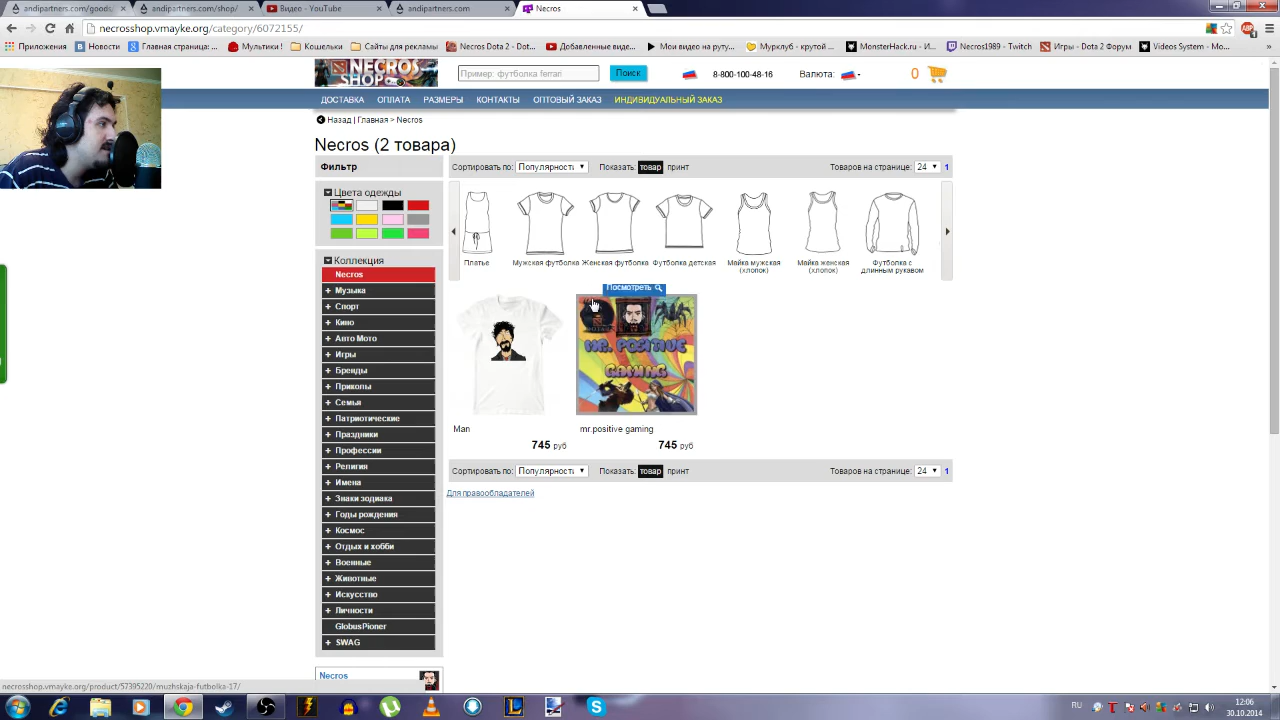 andipartners.com/goods
andipartners.com/shop/
Видео - YouTube
andipartners.com
Necros
necrosshop.vmayke.org/category/6072155/
Приложения
Новости
Главная страница:...
Мультики !
Кошельки
Сайты для рекламы
Necros Dota 2 - Dot...
Добавленные виде...
Мои видео на руту...
Мурклуб - крутой ...
MonsterHack.ru - И...
Necros1989 - Twitch
Игры - Dota 2 Форум
Videos System - Mo...
NECROS
SHOP
Пример: футболка ferrari
Поиск
8-800-100-48-16
Валюта:
0
ДОСТАВКА
ОПЛАТА
РАЗМЕРЫ
КОНТАКТЫ
ОПТОВЫЙ ЗАКАЗ
ИНДИВИДУАЛЬНЫЙ ЗАКАЗ
Назад | Главная > Necros
Necros (2 товара)
Фильтр
Сортировать по: Популярност
Показать: товар принт
Товаров на странице: 24 1
Цвета одежды
Платье
Мужская футболка
Женская футболка
Футболка детская
Майка мужская
(хлопок)
Майка женская
(хлопок)
Футболка с
длинным рукавом
Коллекция
Necros
+ Музыка
+ Спорт
+ Кино
+ Авто Мото
+ Игры
+ Бренды
+ Приколы
+ Семья
+ Патриотические
+ Праздники
+ Профессии
+ Религия
+ Имена
+ Знаки зодиака
+ Годы рождения
+ Космос
+ Отдых и хобби
+ Военные
+ Животные
+ Искусство
+ Личности
GlobusPioner
+ SWAG
Посмотреть
MR. POSITIVE
GAMING
Man
745 руб
mr.positive gaming
745 руб
Сортировать по: Популярност
Показать: товар принт
Товаров на странице: 24 1
Для правообладателей
Necros
necrosshop.vmayke.org/product/57395220/muzhskaja-futbolka-17/
RU
12:06
30.10.2014